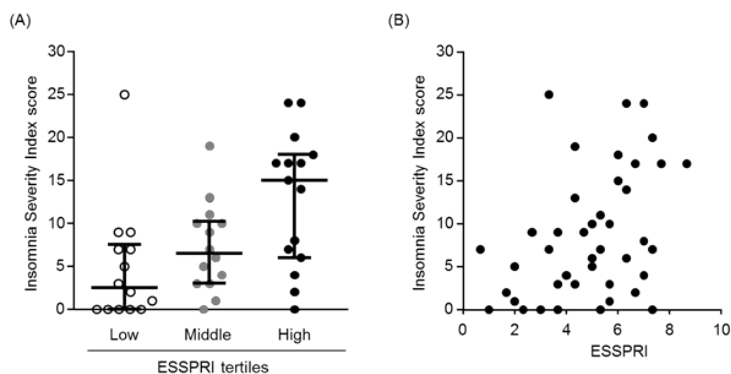 (A)
Insomnia Severity Index score
30
25
20
15
10
5
0
Low Middle High
ESSPRI tertiles
(B)
Insomnia Severity Index score
30
25
20
15
10
5
0
0 2 4 6 8 10
ESSPRI